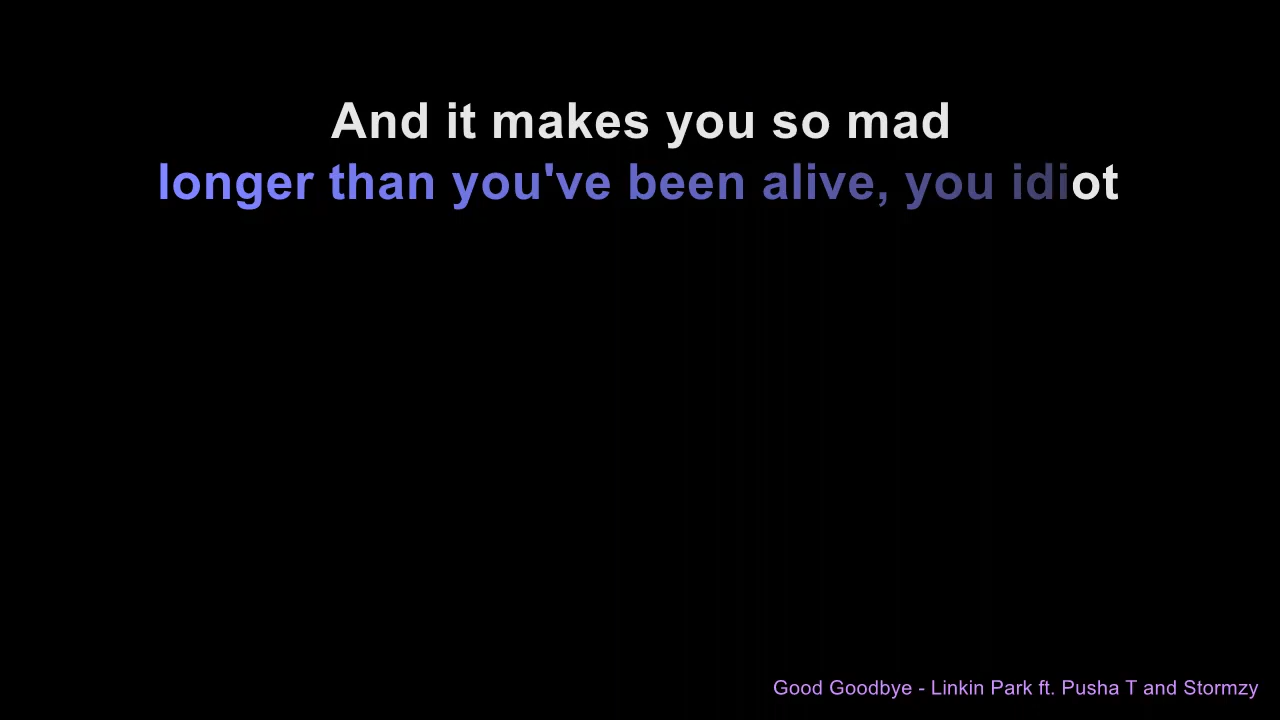 And it makes you so mad
longer than you've been alive, you idiot
Good Goodbye - Linkin Park ft. Pusha T and Stormzy